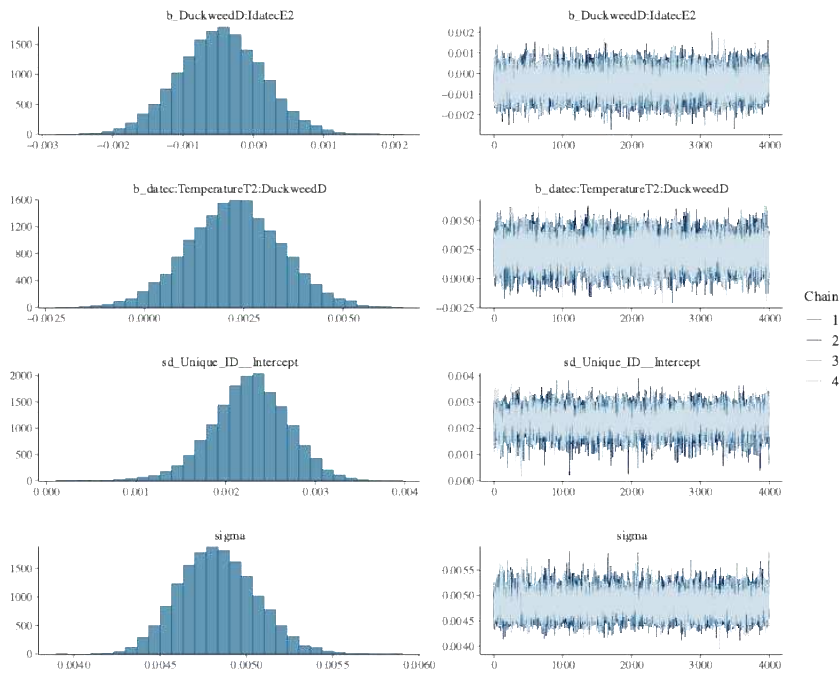 b_DuckweedD:IdatecE2
1500
1000
500
0
-0.003 -0.002 -0.001 0.000 0.001 0.002
b_DuckweedD:IdatecE2
0.002
0.001
0.000
-0.001
-0.002
0 1000 2000 3000 4000
b_datec:TemperatureT2:DuckweedD
1600
1200
800
400
0
-0.0025 0.0000 0.0025 0.0050
b_datec:TemperatureT2:DuckweedD
0.0050
0.0025
0.0000
-0.0025
0 1000 2000 3000 4000
sd_Unique_ID__Intercept
2000
1500
1000
500
0
0.000 0.001 0.002 0.003 0.004
sd_Unique_ID__Intercept
0.004
0.003
0.002
0.001
0.000
0 1000 2000 3000 4000
sigma
1500
1000
500
0
0.0040 0.0045 0.0050 0.0055 0.0060
sigma
0.0055
0.0050
0.0045
0.0040
0 1000 2000 3000 4000
Chain
1
2
3
4